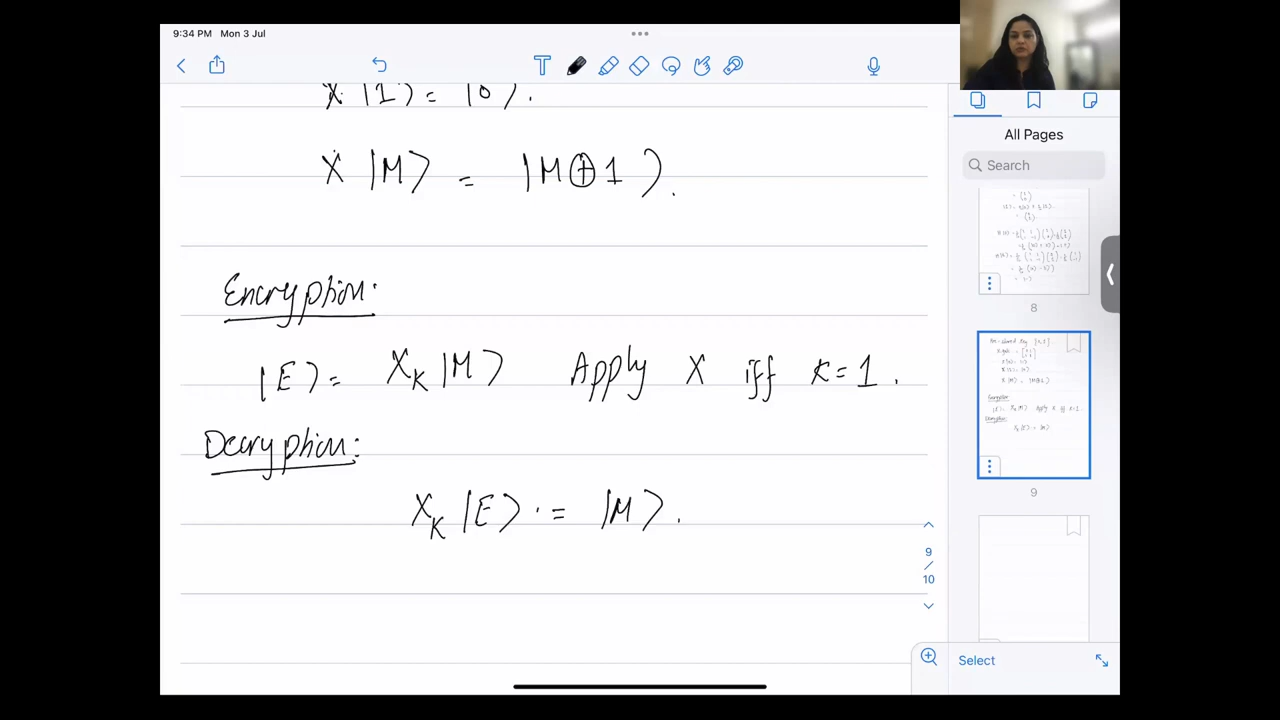 9:34 PM Mon 3 Jul
X |1⟩ = |0⟩.
X |M⟩ = |M⊕1⟩.
Encryption:
|E⟩ = X_K |M⟩ Apply X iff K = 1.
Decryption:
X_K |E⟩ = |M⟩.
All Pages
Search
8
9
9
/
10
Select